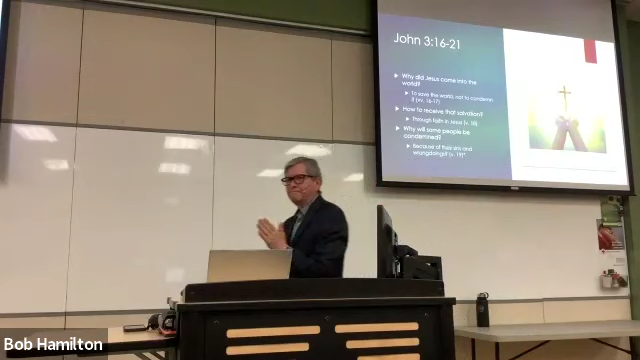 John 3:16-21
Why did Jesus come into the
world?
To save the world, not to condemn
it (vv. 16-17)
How to receive that salvation?
Through faith in Jesus (v. 18)
Why will some people be
condemned?
Because of their sins and
wrongdoings (v. 19)*
Bob Hamilton